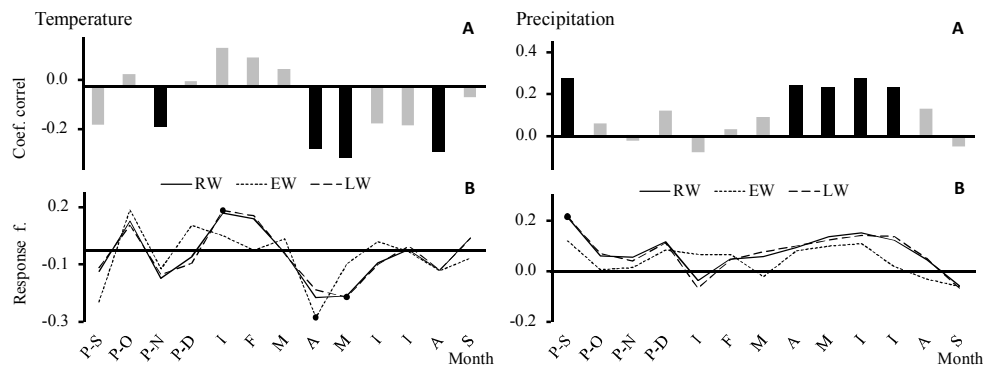 Temperature
A
0.0
-0.2
Coef. correl
RW EW LW
B
0.2
-0.1
-0.3
Response f.
P-S P-O P-N P-D I F M A M I I A S
Month
Precipitation
A
0.4
0.2
0.0
RW EW LW
B
0.2
0.0
-0.2
P-S P-O P-N P-D I F M A M I I A S
Month